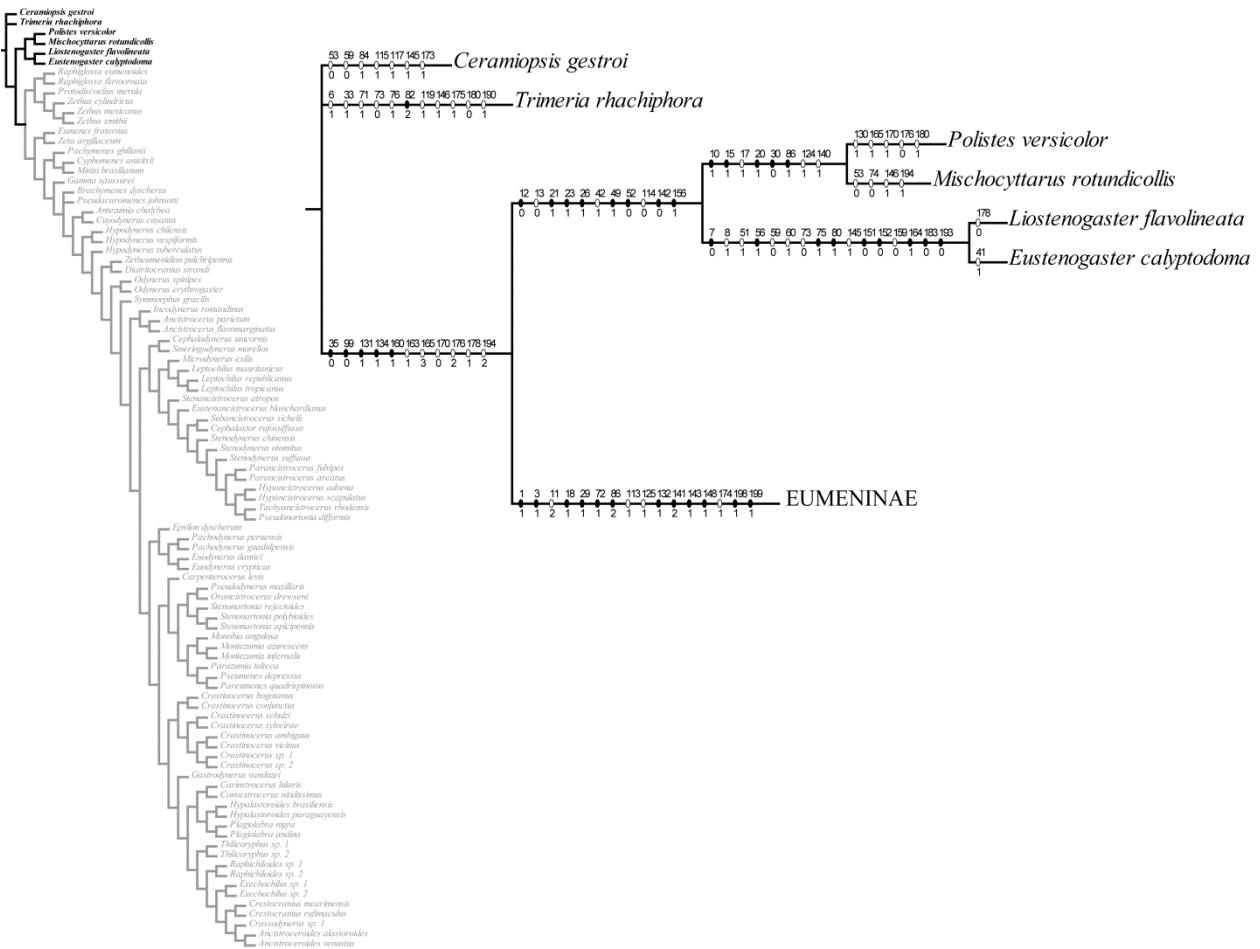 Ceramiopsis gestroi
Trimeria rhachiphora
Polistes versicolor
Mischocyttarus rotundicollis
Liostenogaster flavolineata
Eustenogaster calyptodoma
Raphiglossa eumenoides
Raphiglossa flavoornata
Protodiscoelius merula
Zethus cylindricus
Zethus mexicanus
Zethus smithii
Eumenes fraternus
Zeta argillaceum
Pachymenes ghilianii
Cyphomenes anisitsii
Minixi brasilianum
Gamma saussurei
Brachymenes dyscherus
Pseudacaromenes johnsoni
Antezumia chalybea
Cuyodynerus cuyanus
Hypodynerus chilensis
Hypodynerus vespiformis
Hypodynerus tuberculatus
Zetheumenidion pulchripennis
Diatritocranius strandi
Odynerus spinipes
Odynerus erythrogaster
Symmorphus gracilis
Incodynerus romandinus
Ancistrocerus parietum
Ancistrocerus flavomarginatus
Cephalodynerus unicornis
Smeringodynerus morelios
Microdynerus exilis
Leptochilus mauritanicus
Leptochilus republicanus
Leptochilus tropicanus
Stenancistrocerus atropos
Eustenancistrocerus blanchardianus
Subancistrocerus sichelii
Cephalastor rufosuffusus
Stenodynerus chinensis
Stenodynerus otomitus
Stenodynerus suffusus
Parancistrocerus fulvipes
Parancistrocerus areatus
Hypancistrocerus advena
Hypancistrocerus scapulatus
Tachyancistrocerus rhodensis
Pseudonortonia difformis
Epsilon dyscherum
Pachodynerus peruensis
Pachodynerus guadulpensis
Euodynerus dantici
Euodynerus crypticus
Carpenterocerus levis
Pseudodynerus maxillaris
Orancistrocerus drewseni
Stenonartonia rejectoides
Stenonartonia polybioides
Stenonartonia apicipennis
Monobia angulosa
Montezumia azurescens
Montezumia infernalis
Parazumia tolteca
Pseumenes depressus
Pareumenes quadrispinosus
Crastinocerus bogotanus
Crastinocerus conjunctus
Crastinocerus schulzi
Crastinocerus sylveirae
Crastinocerus ambiguus
Crastinocerus vicinus
Crastinocerus sp. 1
Crastinocerus sp. 2
Gastrodynerus vanduzei
Carinstrocerus hilaris
Convextrocerus nitidissimus
Hypalastoroides brasiliensis
Hypalastoroides paraguayensis
Plagiolabra nigra
Plagiolabra andina
Thilicoryphus sp. 1
Thilicoryphus sp. 2
Raphichiloides sp. 1
Raphichiloides sp. 2
Exechochilus sp. 1
Exechochilus sp. 2
Crestocranius mearimensis
Crestocranius rufimaculus
Crassodynerus sp. 1
Ancistroceroides alastoroides
Ancistroceroides venustus
53 59 84 115 117 145 173
0 0 1 1 1 1 1
Ceramiopsis gestroi
6 33 71 73 76 82 119 146 175 180 190
1 1 1 0 1 2 1 1 1 0 1
Trimeria rhachiphora
130 165 170 176 180
1 1 1 0 1
Polistes versicolor
10 15 17 20 30 86 124 140
1 1 1 1 0 1 1 1
53 74 146 194
0 0 1 1
Mischocyttarus rotundicollis
12 13 21 23 26 42 49 52 114 142 156
0 0 1 1 1 1 1 0 0 0 1
178
0
Liostenogaster flavolineata
7 8 51 56 59 60 73 75 80 145 151 152 159 164 183 193
0 1 1 1 0 0 0 1 1 1 0 0 0 1 0 0
41
1
Eustenogaster calyptodoma
35 99 131 134 160 163 165 170 176 178 194
0 0 1 1 1 1 3 0 2 1 2
1 3 11 18 29 72 86 113 125 132 141 143 148 174 198 199
1 1 2 1 1 1 2 1 1 1 2 1 1 1 1 1
EUMENINAE